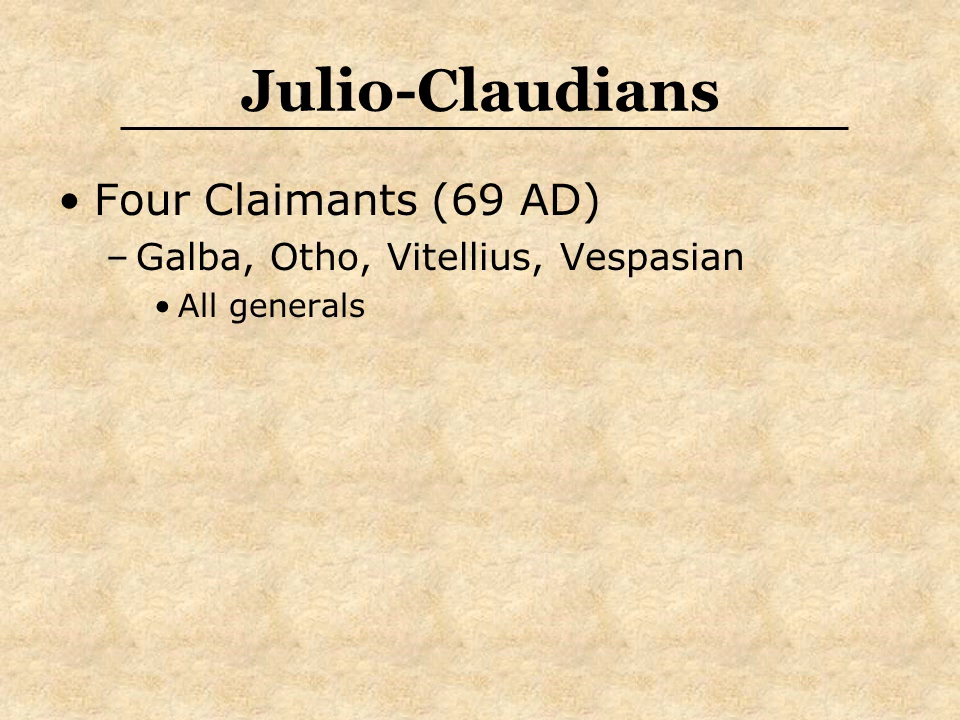 Julio-Claudians
•Four Claimants (69 AD)
–Galba, Otho, Vitellius, Vespasian
•All generals